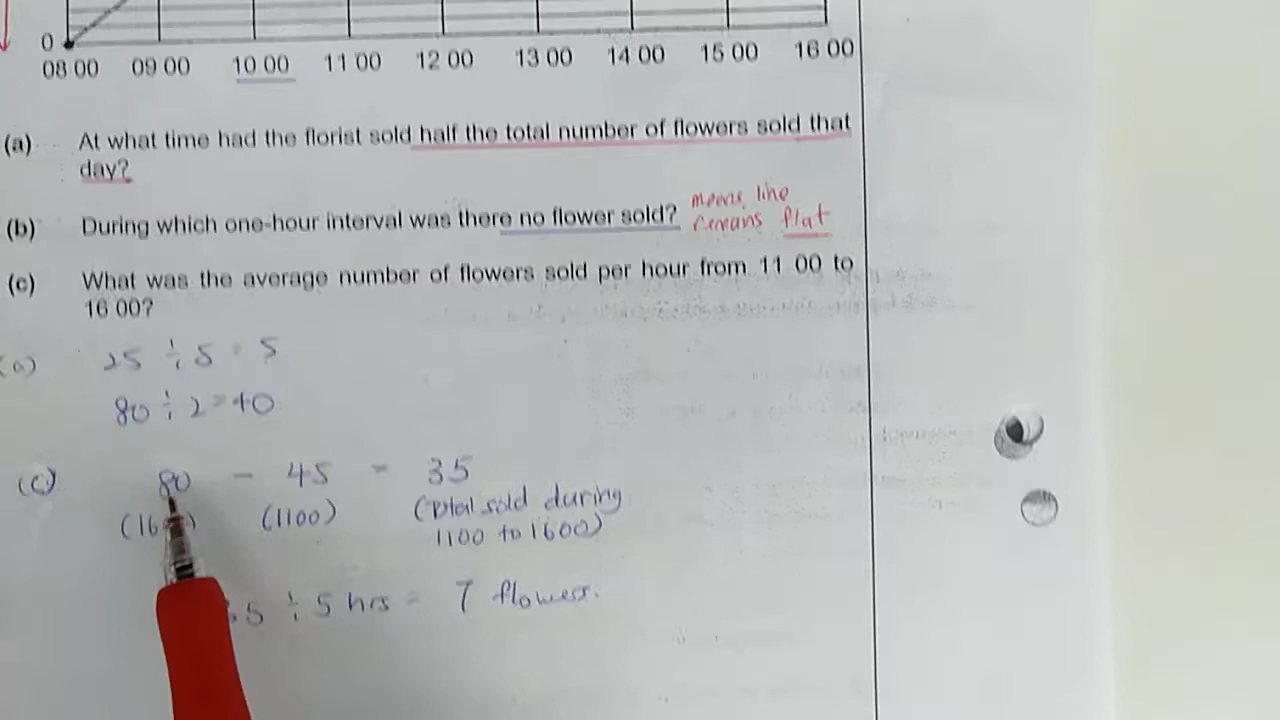 0
08 00 09 00 10 00 11 00 12 00 13 00 14 00 15 00 16 00
(a) At what time had the florist sold half the total number of flowers sold that
day?
(b) During which one-hour interval was there no flower sold? means line
remains flat
(c) What was the average number of flowers sold per hour from 11 00 to
16 00?
(a) 25 ÷ 5 = 5
80 ÷ 2 = 40
(c) 80 - 45 = 35
(1100) (total sold during
1100 to 1600)
5 ÷ 5 hrs = 7 flowers.